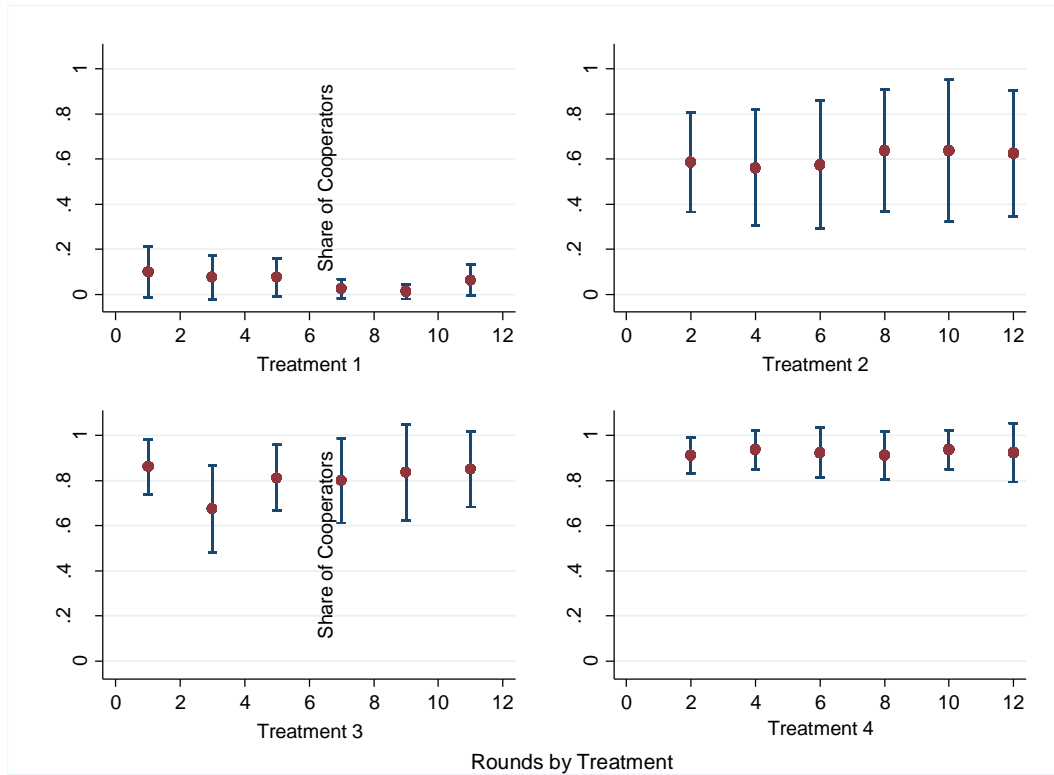 Share of Cooperators
1
.8
.6
.4
.2
0
0 2 4 6 8 10 12
Treatment 1
1
.8
.6
.4
.2
0
0 2 4 6 8 10 12
Treatment 2
Share of Cooperators
1
.8
.6
.4
.2
0
0 2 4 6 8 10 12
Treatment 3
1
.8
.6
.4
.2
0
0 2 4 6 8 10 12
Treatment 4
Rounds by Treatment